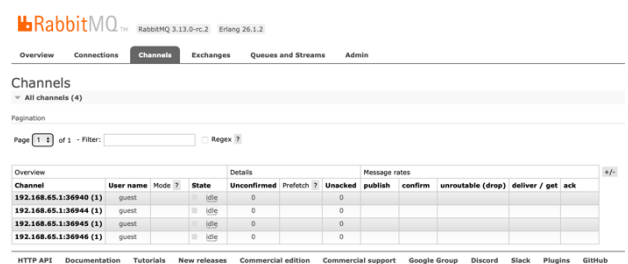 RabbitMQ TM RabbitMQ 3.13.0-rc.2 Erlang 26.1.2
Overview Connections Channels Exchanges Queues and Streams Admin
Channels
All channels (4)
Pagination
Page 1 of 1 - Filter: Regex ?
Overview Details Message rates +/-
Channel User name Mode ? State Unconfirmed Prefetch ? Unacked publish confirm unroutable (drop) deliver / get ack
192.168.65.1:36940 (1) guest idle 0 0
192.168.65.1:36944 (1) guest idle 0 0
192.168.65.1:36945 (1) guest idle 0 0
192.168.65.1:36946 (1) guest idle 0 0
HTTP API Documentation Tutorials New releases Commercial edition Commercial support Google Group Discord Slack Plugins GitHub